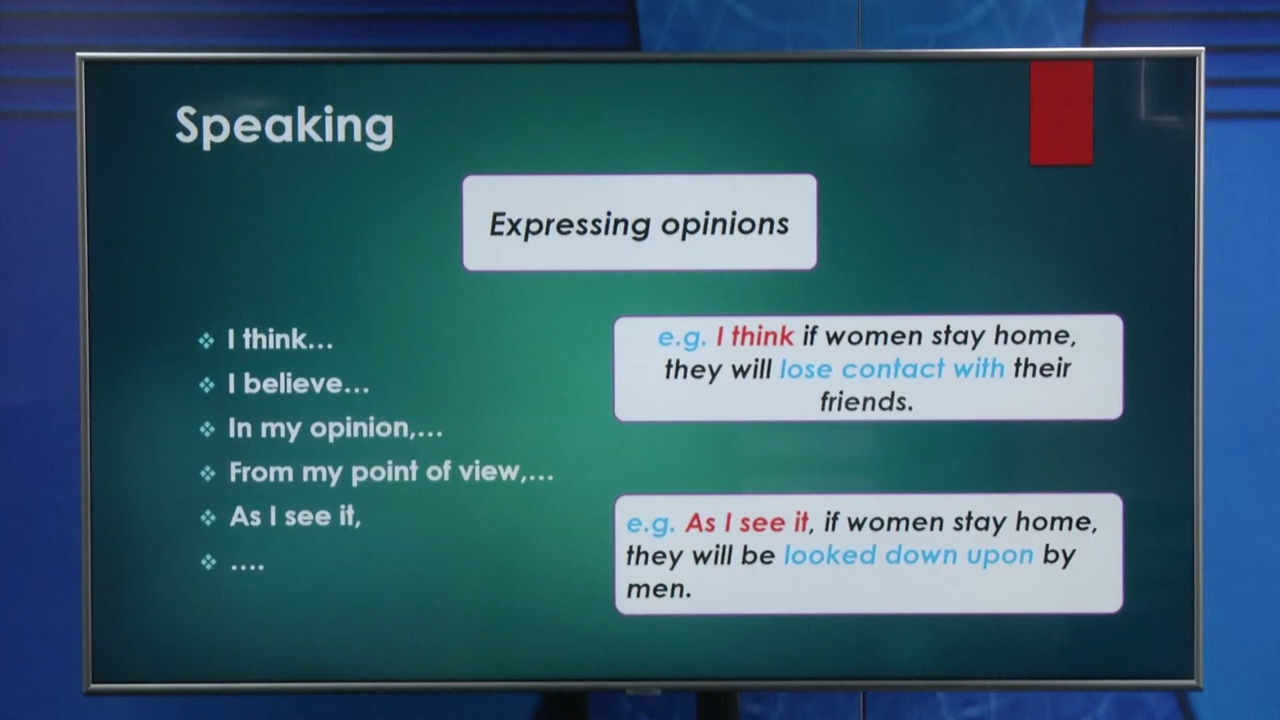 Speaking
Expressing opinions
I think...
I believe...
In my opinion,...
From my point of view,...
As I see it,
....
e.g. I think if women stay home,
they will lose contact with their
friends.
e.g. As I see it, if women stay home,
they will be looked down upon by
men.